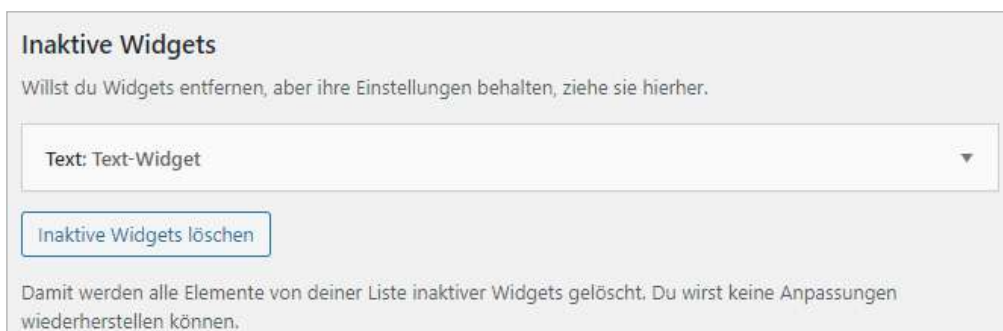 Inaktive Widgets
Willst du Widgets entfernen, aber ihre Einstellungen behalten, ziehe sie hierher.
Text: Text-Widget
Inaktive Widgets löschen
Damit werden alle Elemente von deiner Liste inaktiver Widgets gelöscht. Du wirst keine Anpassungen
wiederherstellen können.